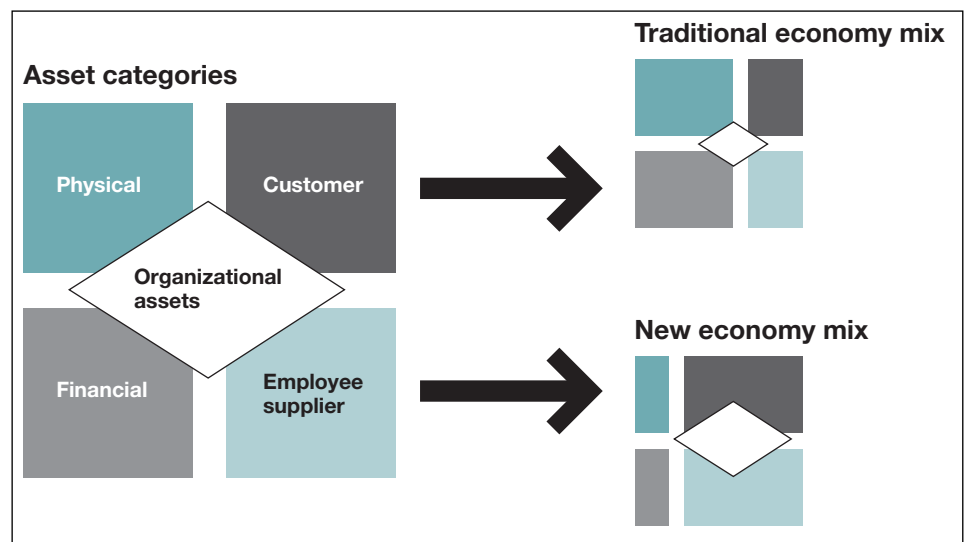 Asset categories
Physical
Customer
Organizational
assets
Financial
Employee
supplier
Traditional economy mix
New economy mix